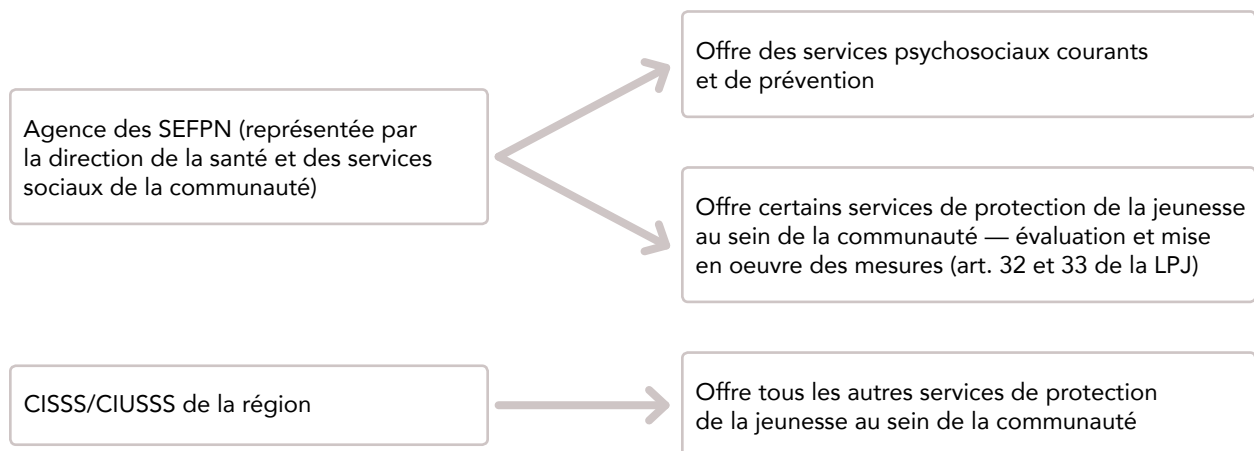 Offre des services psychosociaux courants
et de prévention
Agence des SEFPN (représentée par
la direction de la santé et des services
sociaux de la communauté)
Offre certains services de protection de la jeunesse
au sein de la communauté — évaluation et mise
en oeuvre des mesures (art. 32 et 33 de la LPJ)
CISSS/CIUSSS de la région
Offre tous les autres services de protection
de la jeunesse au sein de la communauté